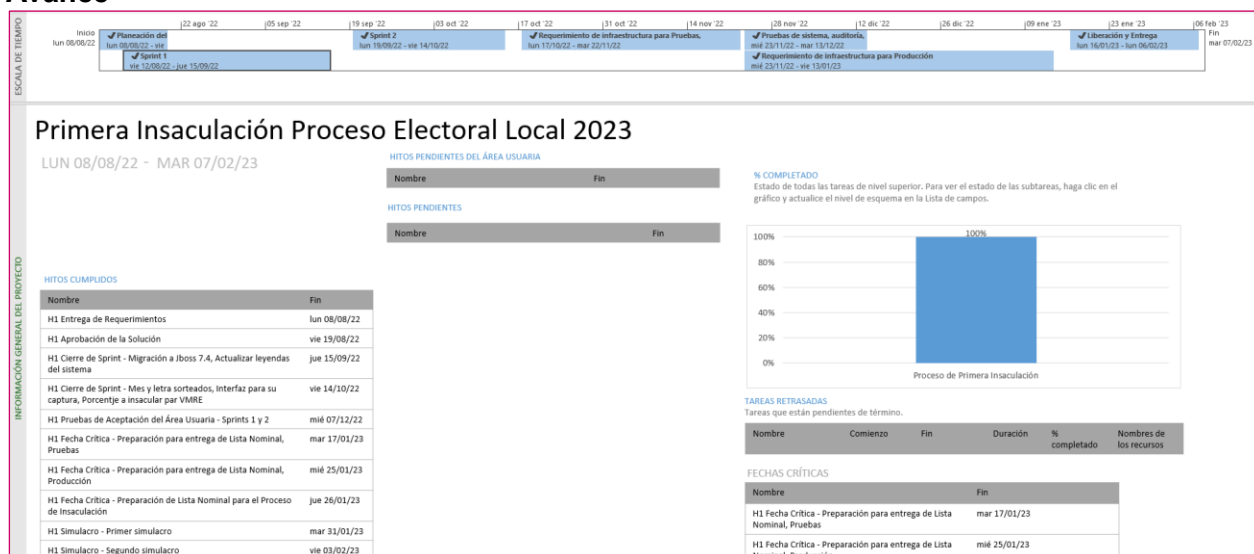 Avance
ESCALA DE TIEMPO
22 ago '22
05 sep '22
19 sep '22
03 oct '22
17 oct '22
31 oct '22
14 nov '22
28 nov '22
12 dic '22
26 dic '22
09 ene '23
23 ene '23
06 feb '23
Inicio
lun 08/08/22
Planeación del
lun 08/08/22 - vie
Sprint 1
vie 12/08/22 - jue 15/09/22
Sprint 2
lun 19/09/22 - vie 14/10/22
Requerimiento de infraestructura para Pruebas,
lun 17/10/22 - mar 22/11/22
Pruebas de sistema, auditoría,
mié 23/11/22 - mar 13/12/22
Requerimiento de infraestructura para Producción
mié 23/11/22 - vie 13/01/23
Liberación y Entrega
lun 16/01/23 - lun 06/02/23
Fin
mar 07/02/23
INFORMACIÓN GENERAL DEL PROYECTO
Primera Insaculación Proceso Electoral Local 2023
LUN 08/08/22 - MAR 07/02/23
HITOS CUMPLIDOS
Nombre Fin
H1 Entrega de Requerimientos lun 08/08/22
H1 Aprobación de la Solución vie 19/08/22
H1 Cierre de Sprint - Migración a Jboss 7.4, Actualizar leyendas jue 15/09/22
del sistema
H1 Cierre de Sprint - Mes y letra sorteados, Interfaz para su vie 14/10/22
captura, Porcentje a insacular par VMRE
H1 Pruebas de Aceptación del Área Usuaria - Sprints 1 y 2 mié 07/12/22
H1 Fecha Crítica - Preparación para entrega de Lista Nominal, mar 17/01/23
Pruebas
H1 Fecha Crítica - Preparación para entrega de Lista Nominal, mié 25/01/23
Producción
H1 Fecha Crítica - Preparación de Lista Nominal para el Proceso jue 26/01/23
de Insaculación
H1 Simulacro - Primer simulacro mar 31/01/23
H1 Simulacro - Segundo simulacro vie 03/02/23
HITOS PENDIENTES DEL ÁREA USUARIA
Nombre Fin
HITOS PENDIENTES
Nombre Fin
% COMPLETADO
Estado de todas las tareas de nivel superior. Para ver el estado de las subtareas, haga clic en el
gráfico y actualice el nivel de esquema en la Lista de campos.
100%
100%
80%
60%
40%
20%
0%
Proceso de Primera Insaculación
TAREAS RETRASADAS
Tareas que están pendientes de término.
Nombre Comienzo Fin Duración % Nombres de
completado los recursos
FECHAS CRÍTICAS
Nombre Fin
H1 Fecha Crítica - Preparación para entrega de Lista mar 17/01/23
Nominal, Pruebas
H1 Fecha Crítica - Preparación para entrega de Lista mié 25/01/23
Nominal, Producción